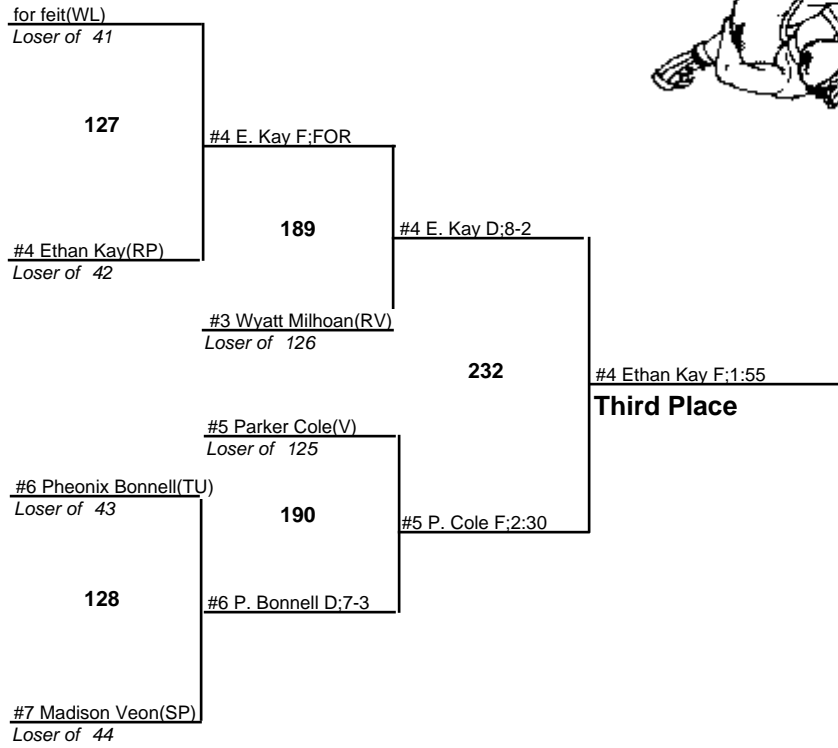 for feit(WL)
Loser of 41
127
#4 E. Kay F;FOR
189
#4 E. Kay D;8-2
#4 Ethan Kay(RP)
Loser of 42
#3 Wyatt Milhoan(RV)
Loser of 126
232
#4 Ethan Kay F;1:55
Third Place
#5 Parker Cole(V)
Loser of 125
#6 Pheonix Bonnell(TU)
Loser of 43
190
#5 P. Cole F;2:30
128
#6 P. Bonnell D;7-3
#7 Madison Veon(SP)
Loser of 44